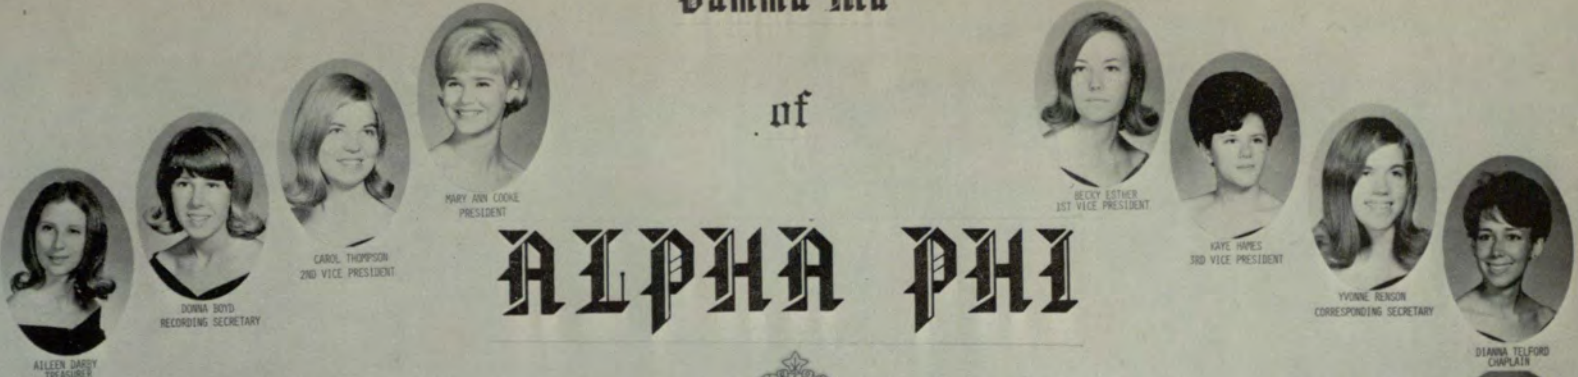 of
ALPHA PHI
MARY ANN COOKE
PRESIDENT
BECKY ESTHER
1ST VICE PRESIDENT
CAROL THOMPSON
2ND VICE PRESIDENT
KAYE HAMES
3RD VICE PRESIDENT
DONNA BOYD
RECORDING SECRETARY
YVONNE RENSON
CORRESPONDING SECRETARY
AILEEN DARBY
TREASURER
DIANNA TELFORD
CHAPLAIN